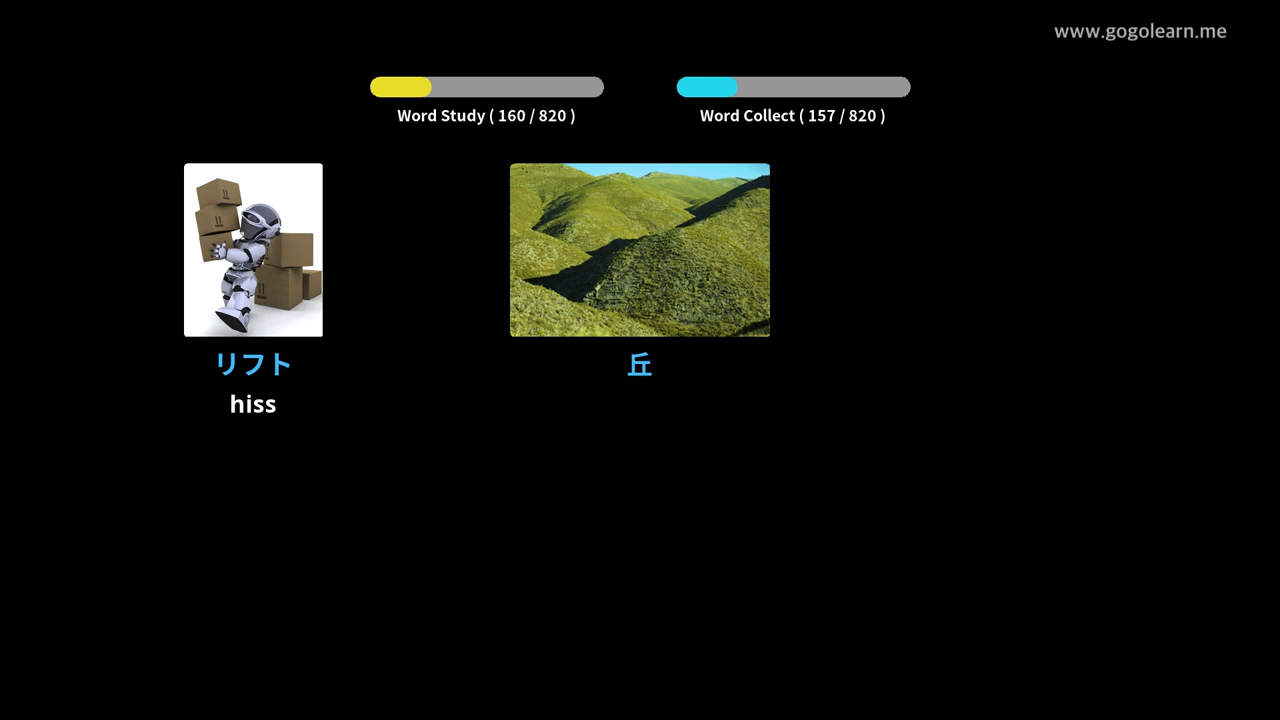 www.gogolearn.me
Word Study ( 160 / 820 )
Word Collect ( 157 / 820 )
リフト
丘
hiss